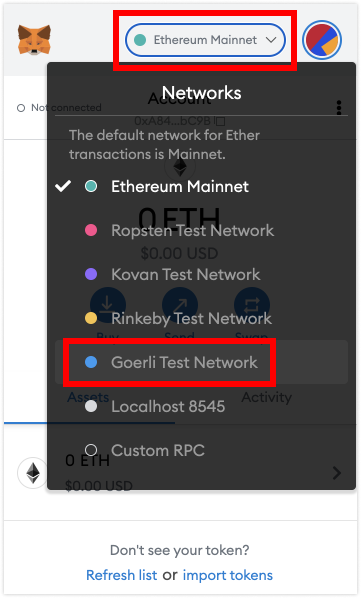 Ethereum Mainnet
Networks
Not connected
Account
0xA84...bC9B
The default network for Ether
transactions is Mainnet.
Ethereum Mainnet
0 ETH
Ropsten Test Network
$0.00 USD
Kovan Test Network
Rinkeby Test Network
Buy
Send
Swap
Goerli Test Network
Assets
Activity
Localhost 8545
Custom RPC
0 ETH
$0.00 USD
Don't see your token?
Refresh list or import tokens